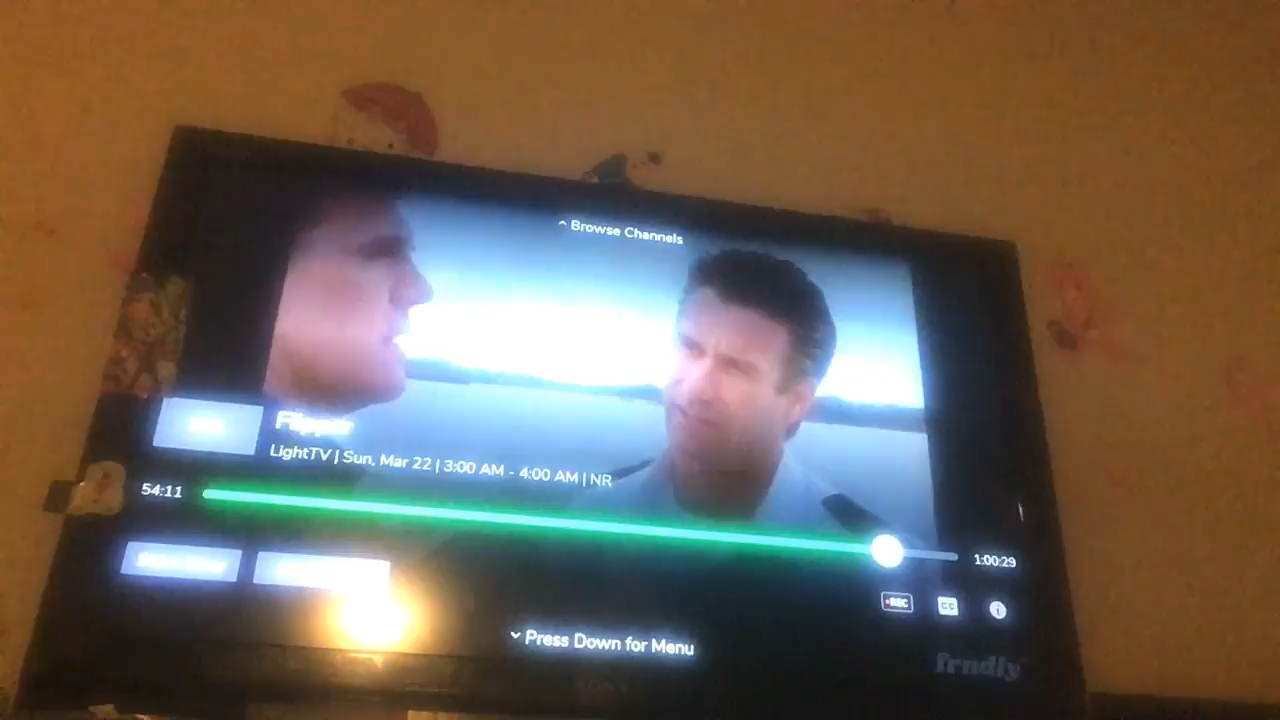 ^ Browse Channels
Flipper
LightTV | Sun, Mar 22 | 3:00 AM - 4:00 AM | NR
54:11
1:00:29
REC
CC
i
Press Down for Menu
frndly